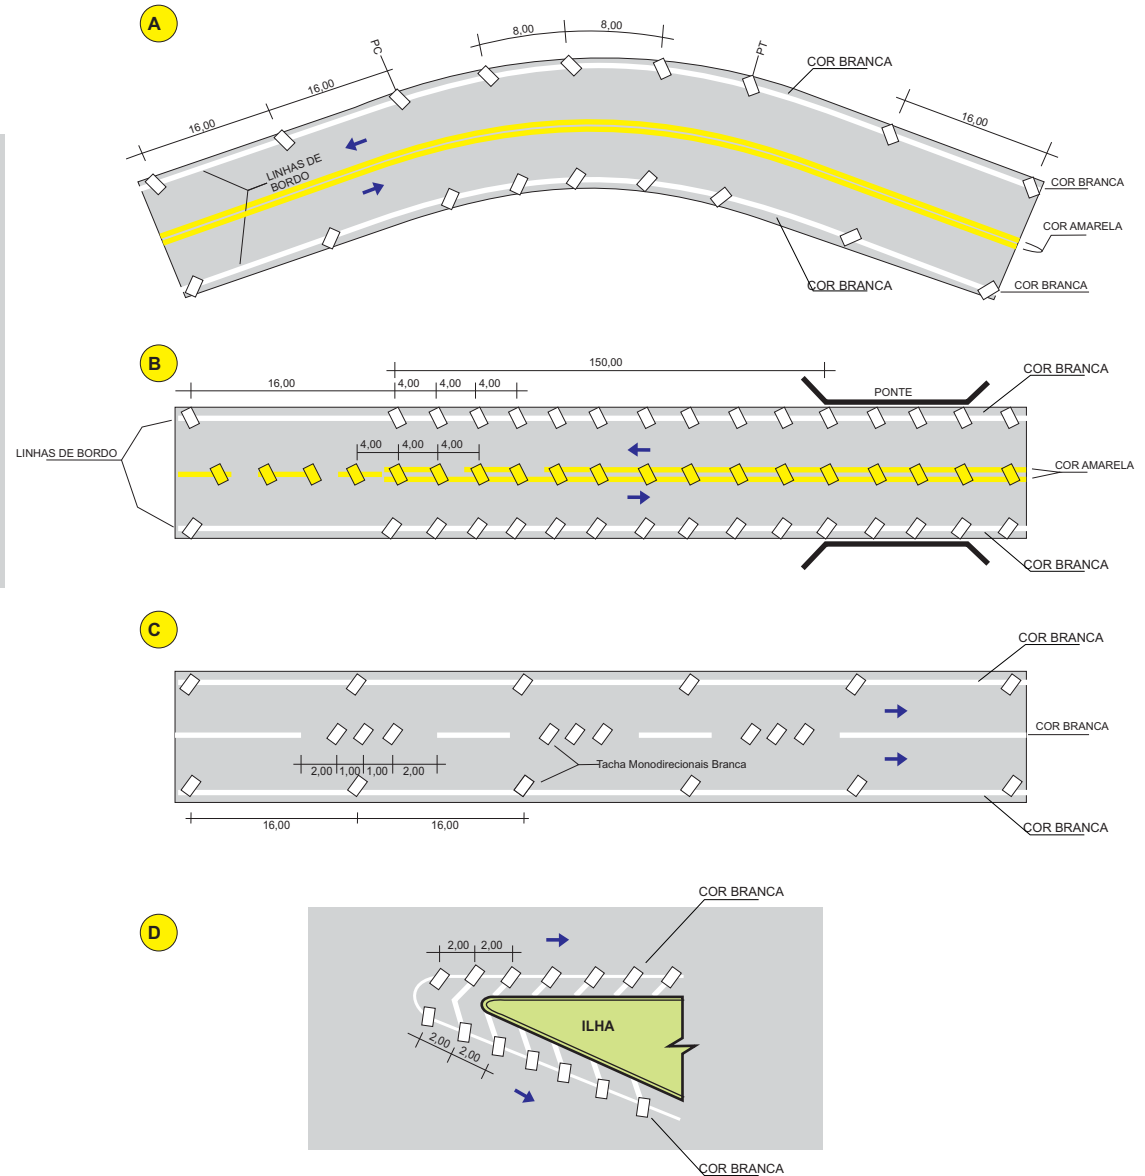 A
8,00
8,00
PC
PT
COR BRANCA
16,00
16,00
16,00
LINHAS DE
BORDO
COR BRANCA
COR AMARELA
COR BRANCA
COR BRANCA
B
150,00
16,00
4,00
4,00
4,00
PONTE
COR BRANCA
4,00
4,00
4,00
LINHAS DE BORDO
COR AMARELA
COR BRANCA
C
COR BRANCA
COR BRANCA
2,00
1,00
1,00
2,00
Tacha Monodirecionais Branca
16,00
16,00
COR BRANCA
D
COR BRANCA
2,00
2,00
ILHA
2,00
2,00
COR BRANCA